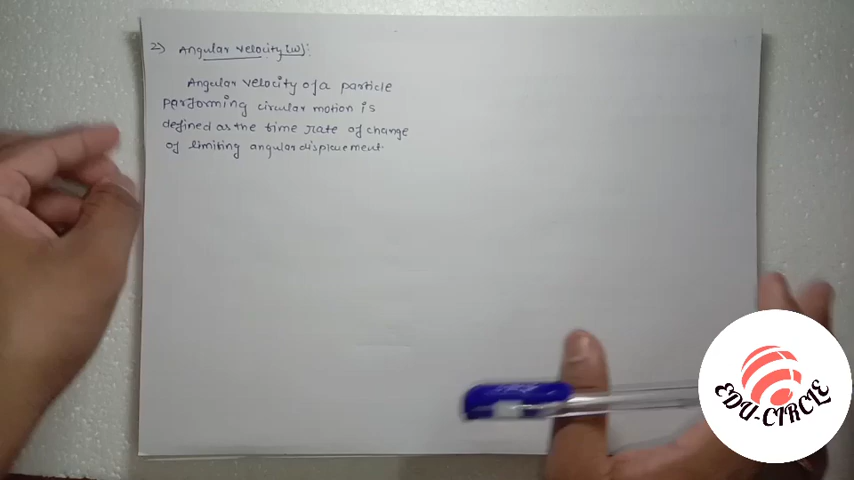 2) Angular velocity (ω):
Angular velocity of a particle
performing circular motion is
defined as the time rate of change
of limiting angular displacement
EDU-CIRCLE